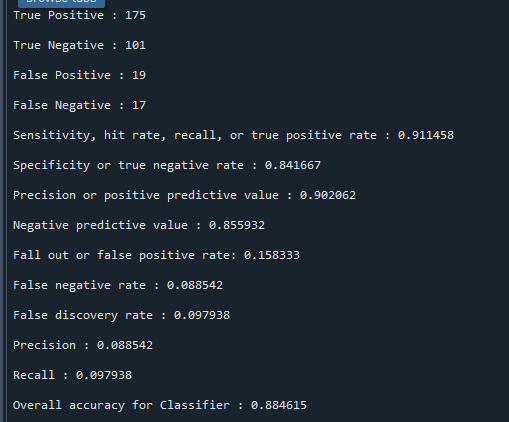 Browse tabs
True Positive : 175
True Negative : 101
False Positive : 19
False Negative : 17
Sensitivity, hit rate, recall, or true positive rate : 0.911458
Specificity or true negative rate : 0.841667
Precision or positive predictive value : 0.902062
Negative predictive value : 0.855932
Fall out or false positive rate: 0.158333
False negative rate : 0.088542
False discovery rate : 0.097938
Precision : 0.088542
Recall : 0.097938
Overall accuracy for Classifier : 0.884615